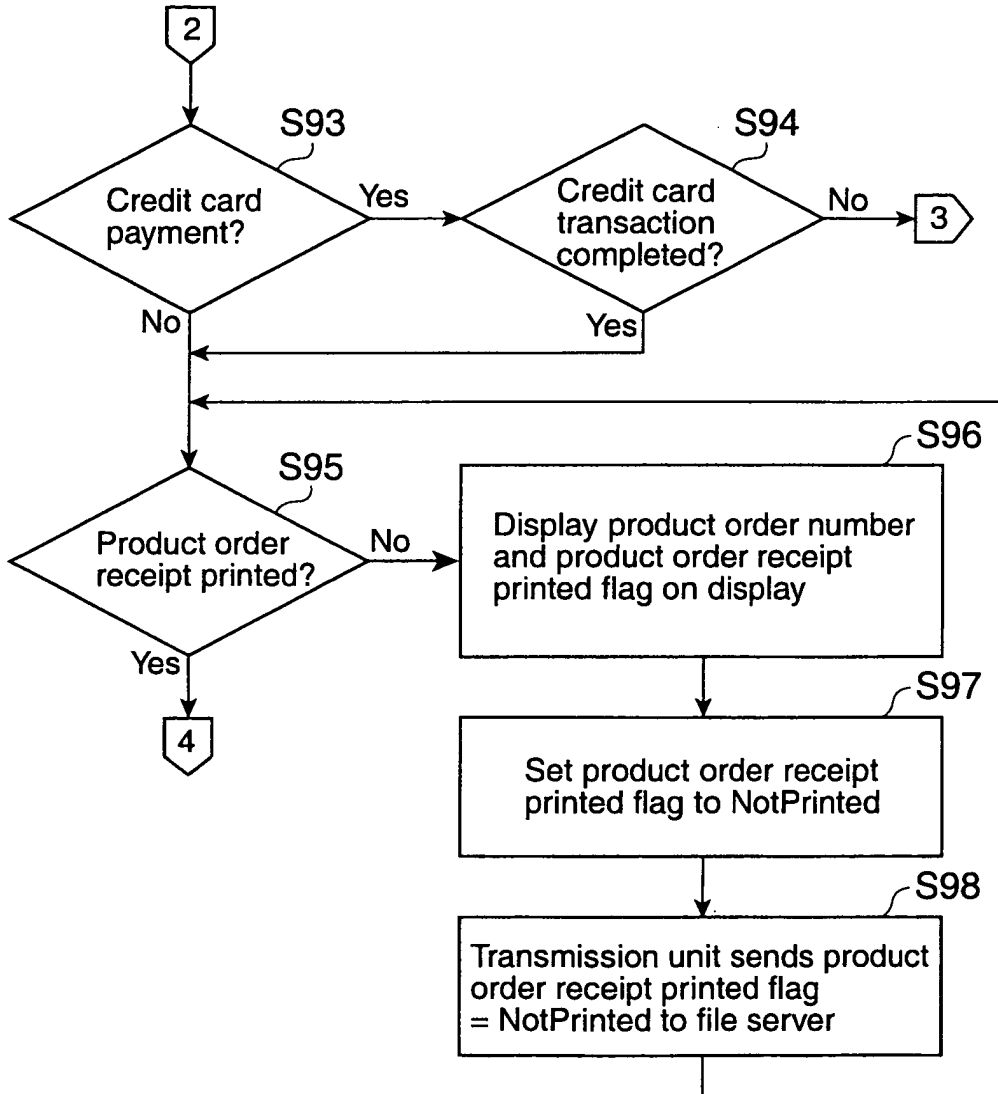 2
S93
Credit card
payment?
Yes
No
S94
Credit card
transaction
completed?
No
3
Yes
S95
Product order
receipt printed?
No
Yes
4
S96
Display product order number
and product order receipt
printed flag on display
S97
Set product order receipt
printed flag to NotPrinted
S98
Transmission unit sends product
order receipt printed flag
= NotPrinted to file server